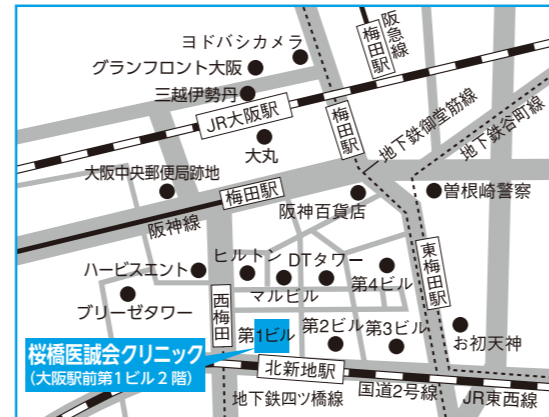 ヨドバシカメラ
グランフロント大阪
三越伊勢丹
阪急線
梅田駅
JR大阪駅
大丸
梅田駅
地下鉄御堂筋線
地下鉄谷町線
大阪中央郵便局跡地
梅田駅
阪神線
阪神百貨店
曽根崎警察
ハービスエント
ヒルトン
DTタワー
マルビル
第4ビル
東梅田駅
ブリーゼタワー
西梅田
第1ビル
第2ビル
第3ビル
お初天神
桜橋医誠会クリニック
(大阪駅前第1ビル2階)
北新地駅
地下鉄四ツ橋線
国道2号線
JR東西線